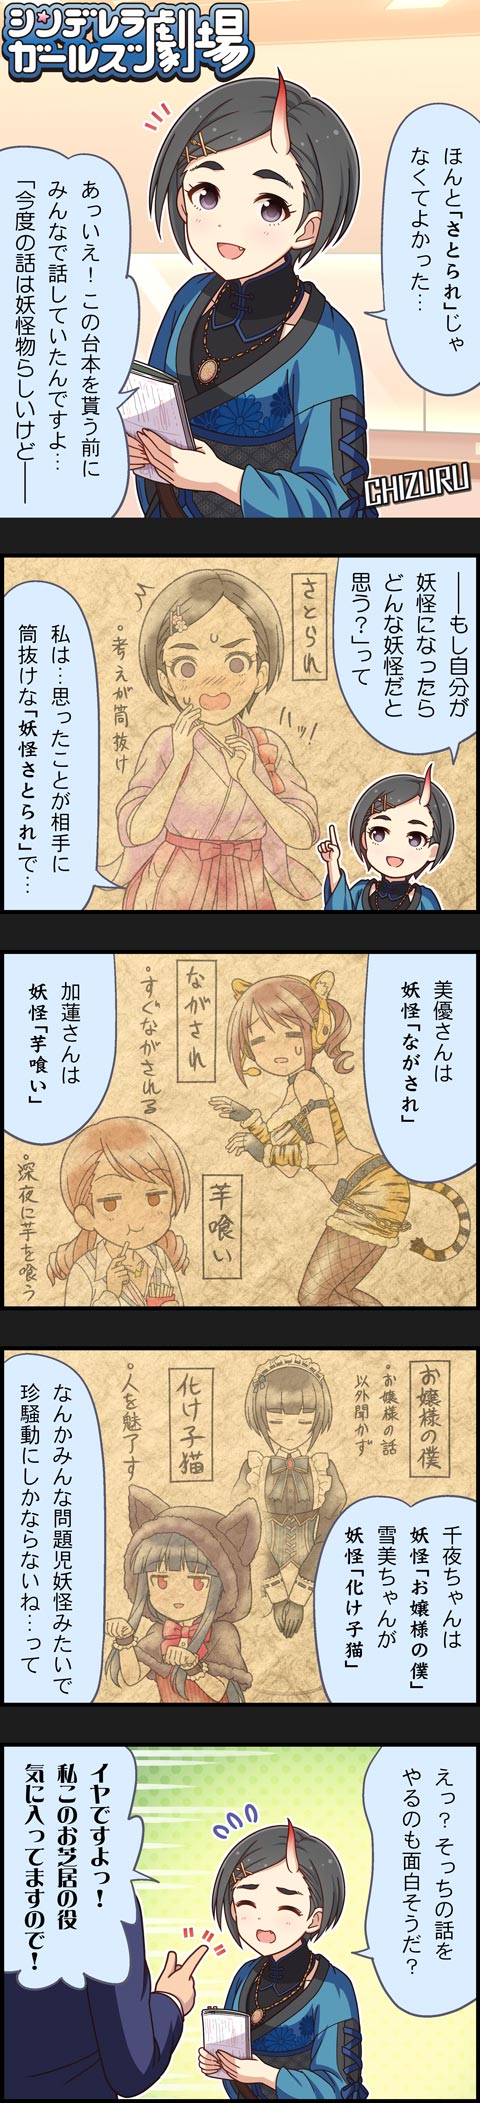 シンデレラ
ガールズ劇場
ほんと「さとられ」じゃ
なくてよかった…
あっいえ！この台本を貰う前に
みんなで話していたんですよ…
「今度の話は妖怪物らしいけど──
CHIZURU
──もし自分が
妖怪になったら
どんな妖怪だと
思う？」って
さとられ
ハッ！
・考えが筒抜け
私は…思ったことが相手に
筒抜けな「妖怪さとられ」で…
美優さんは
妖怪「ながされ」
ながされ
・すぐながされる
加蓮さんは
妖怪「芋喰い」
芋喰い
・深夜に芋を喰う
お嬢様の僕
・お嬢様の話
以外聞かず
千夜ちゃんは
妖怪「お嬢様の僕」
雪美ちゃんが
妖怪「化け子猫」
化け子猫
・人を魅了す
なんかみんな問題児妖怪みたいで
珍騒動にしかならないね…って
えっ？そっちの話を
やるのも面白そうだ？
イヤですよっ！
私このお芝居の役
気に入ってますので！